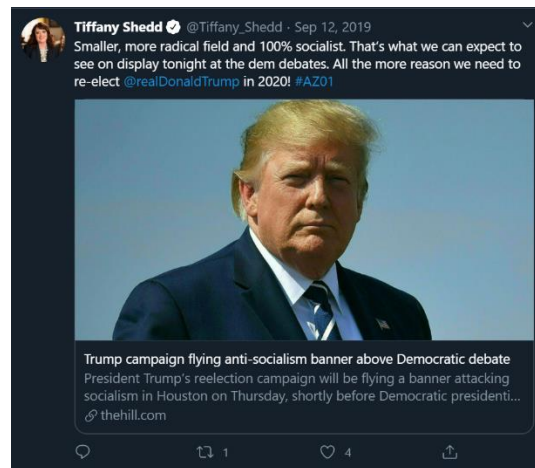 Tiffany Shedd @Tiffany_Shedd · Sep 12, 2019
Smaller, more radical field and 100% socialist. That's what we can expect to
see on display tonight at the dem debates. All the more reason we need to
re-elect @realDonaldTrump in 2020! #AZ01
Trump campaign flying anti-socialism banner above Democratic debate
President Trump's reelection campaign will be flying a banner attacking
socialism in Houston on Thursday, shortly before Democratic presidenti...
thehill.com
1 4